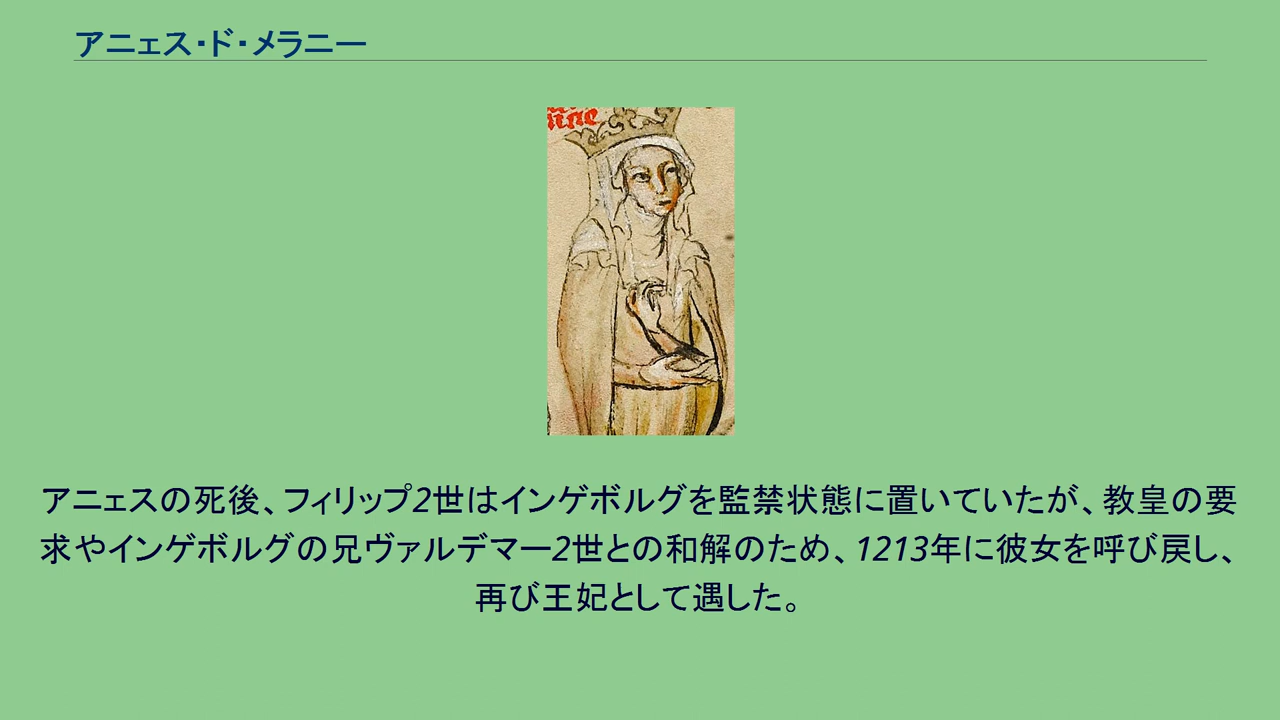 アニェス・ド・メラニー
アニェスの死後、フィリップ2世はインゲボルグを監禁状態に置いていたが、教皇の要
求やインゲボルグの兄ヴァルデマー2世との和解のため、1213年に彼女を呼び戻し、
再び王妃として遇した。